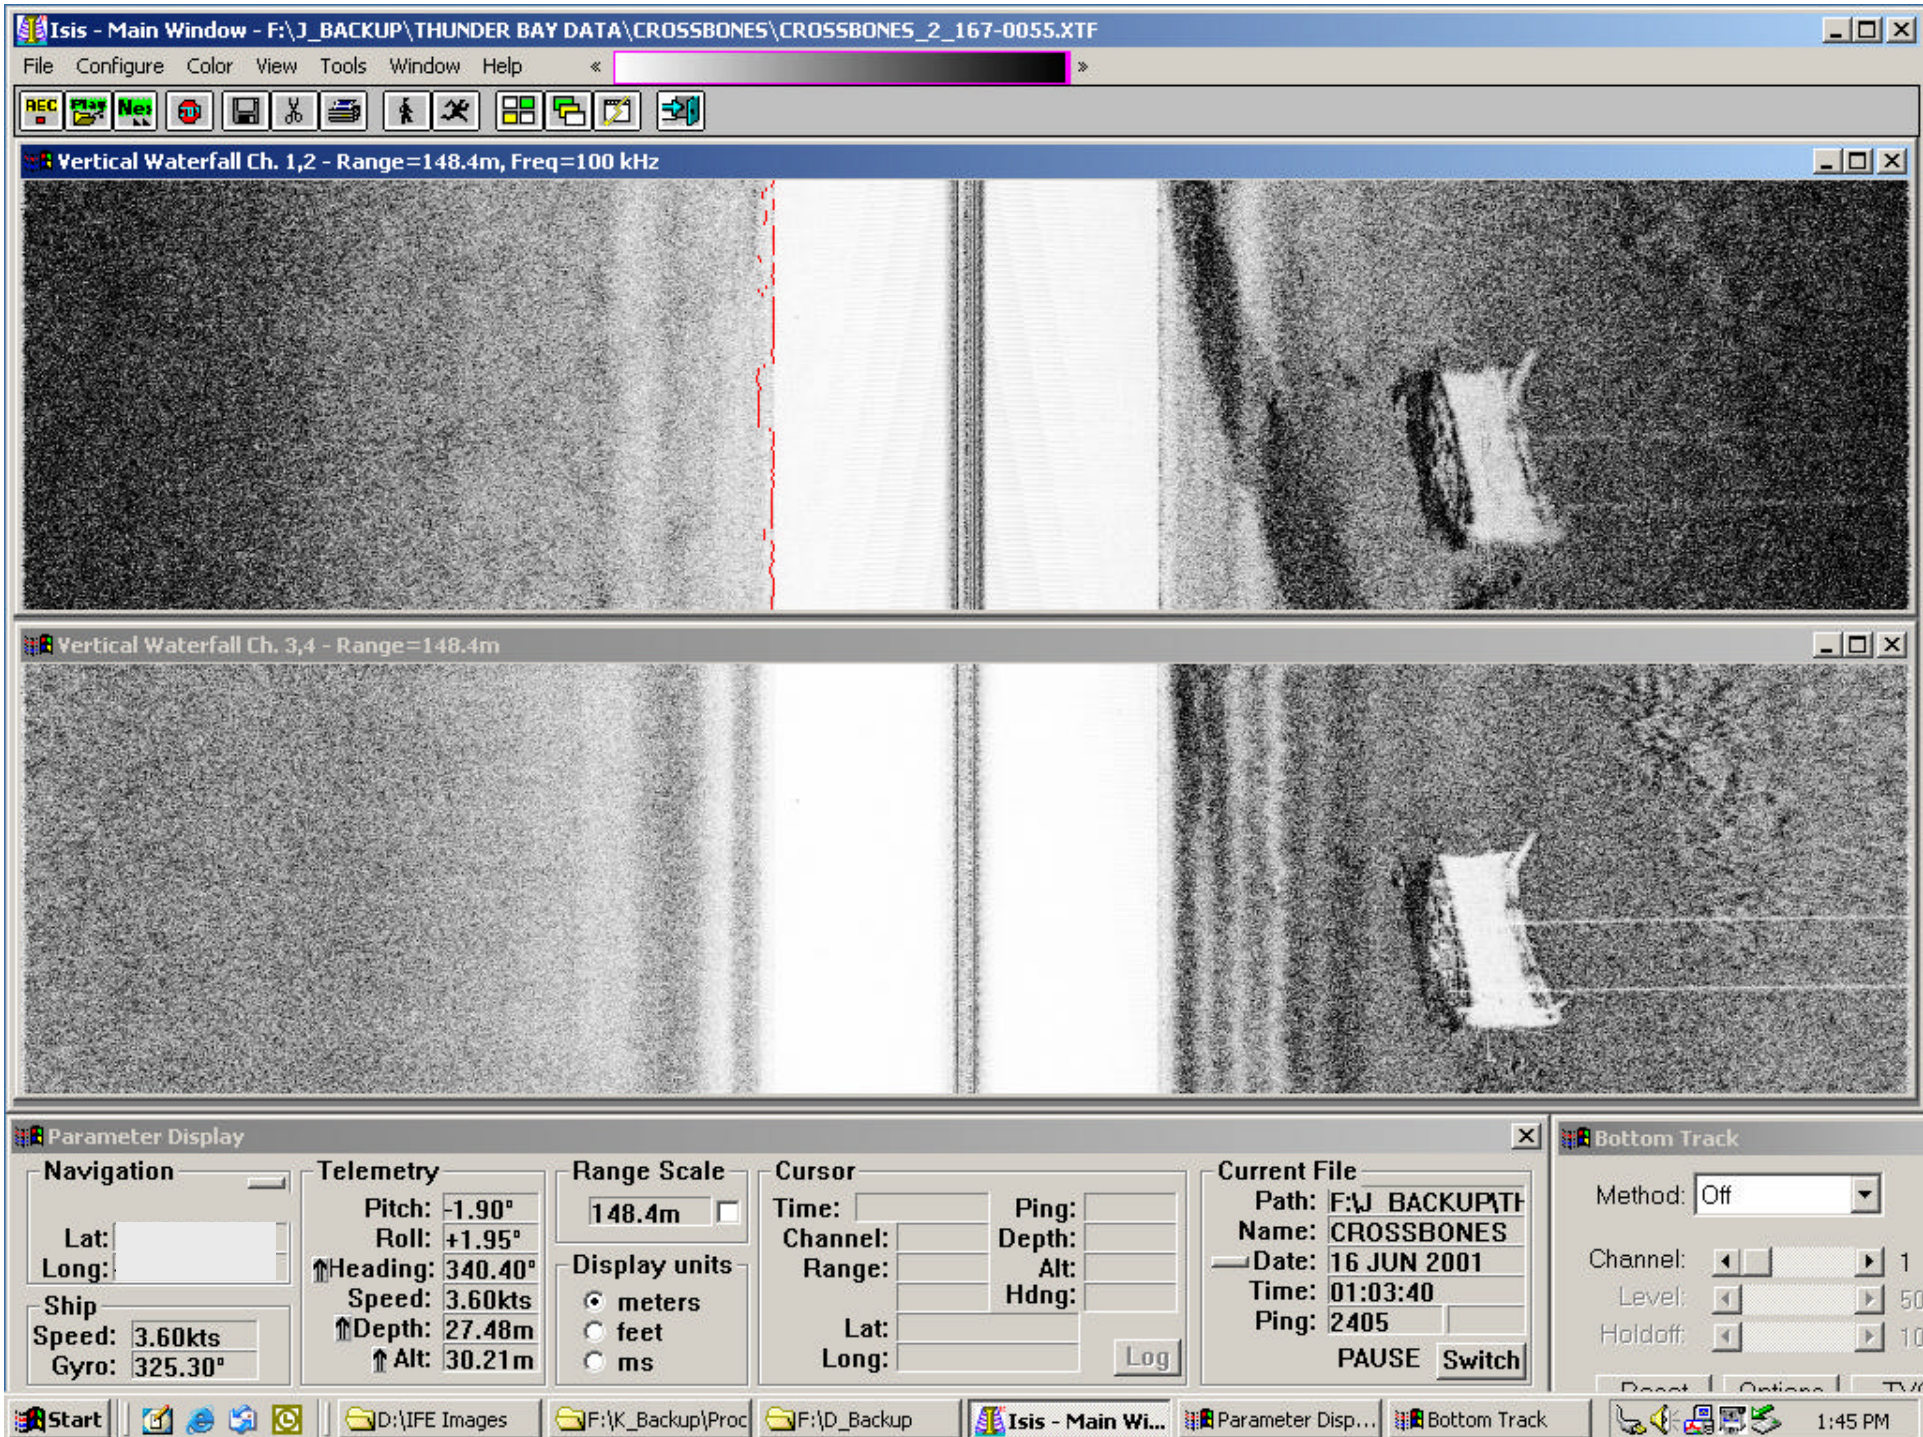 Isis - Main Window - F:\J_BACKUP\THUNDER BAY DATA\CROSSBONES\CROSSBONES_2_167-0055.XTF
File Configure Color View Tools Window Help « »
REC Play
Vertical Waterfall Ch. 1,2 - Range=148.4m, Freq=100 kHz
Vertical Waterfall Ch. 3,4 - Range=148.4m
Parameter Display
Navigation
Lat:
Long:
Ship
Speed: 3.60kts
Gyro: 325.30°
Telemetry
Pitch: -1.90°
Roll: +1.95°
Heading: 340.40°
Speed: 3.60kts
Depth: 27.48m
Alt: 30.21m
Range Scale
148.4m
Display units
meters
feet
ms
Cursor
Time: Ping:
Channel: Depth:
Range: Alt:
Hdng:
Lat:
Long: Log
Current File
Path: F:\J_BACKUP\TH
Name: CROSSBONES
Date: 16 JUN 2001
Time: 01:03:40
Ping: 2405
PAUSE Switch
Bottom Track
Method: Off
Channel: 1
Level: 50
Holdoff: 10
Reset Options
Start D:\IFE Images F:\K_Backup\Proc F:\D_Backup Isis - Main Wi... Parameter Disp... Bottom Track 1:45 PM